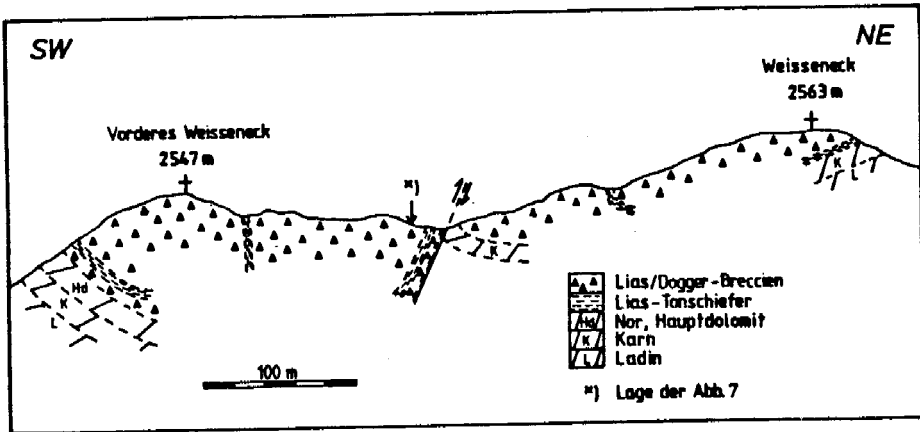 SW
NE
Weisseneck
2563 m
Vorderes Weisseneck
2547 m
*)
K
L
K
Hd
K
L
Lias/Dogger-Breccien
Lias-Tonschiefer
Hd Nor, Hauptdolomit
K Karn
L Ladin
100 m
*) Lage der Abb. 7